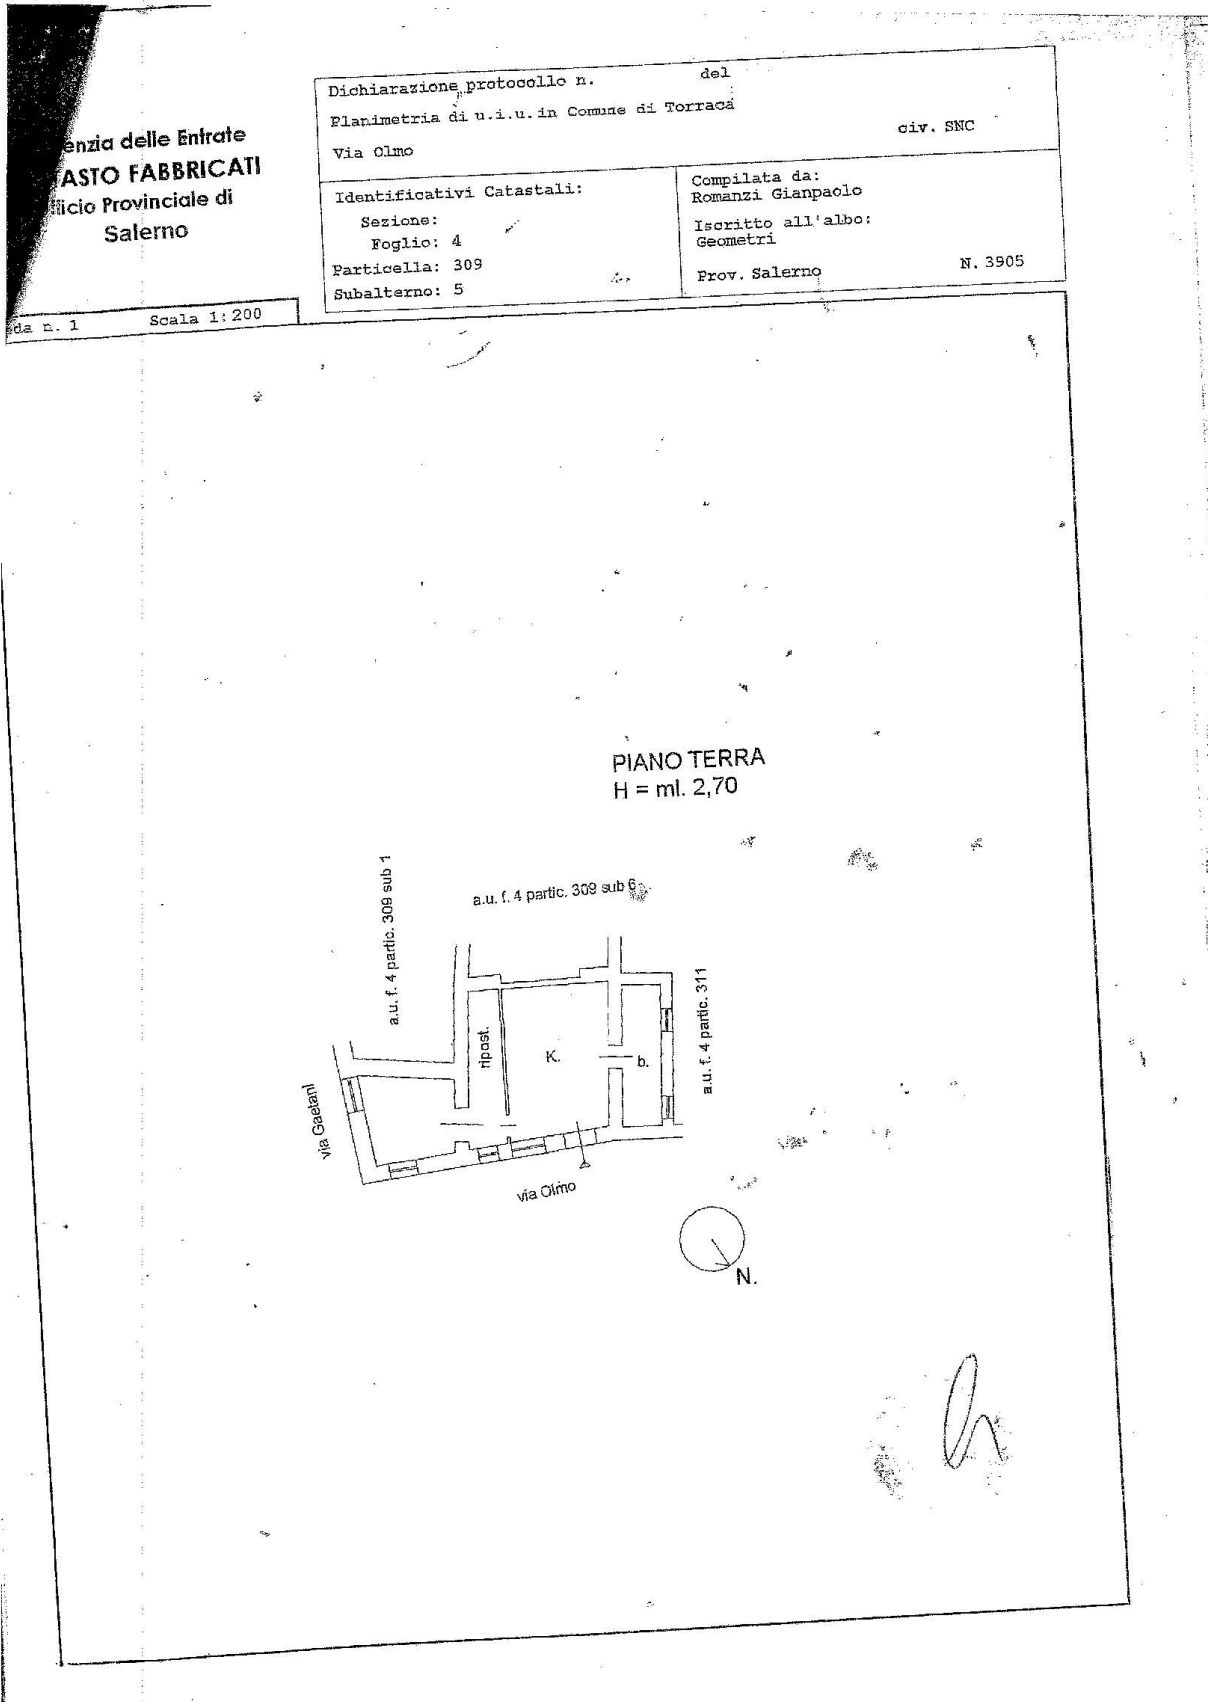 Dichiarazione protocollo n. del
Planimetria di u.i.u. in Comune di Torraca
Via Olmo civ. SNC
enzia delle Entrate
ASTO FABBRICATI
ficio Provinciale di
Salerno
Identificativi Catastali:
Sezione:
Foglio: 4
Particella: 309
Subalterno: 5
Compilata da:
Romanzi Gianpaolo
Iscritto all'albo:
Geometri
Prov. Salerno N. 3905
da n. 1 Scala 1:200
PIANO TERRA
H = ml. 2,70
a.u. f. 4 partic. 309 sub 1
a.u. f. 4 partic. 309 sub 6
a.u. f. 4 partic. 311
ripost.
K.
b.
via Gaetani
via Olmo
N.